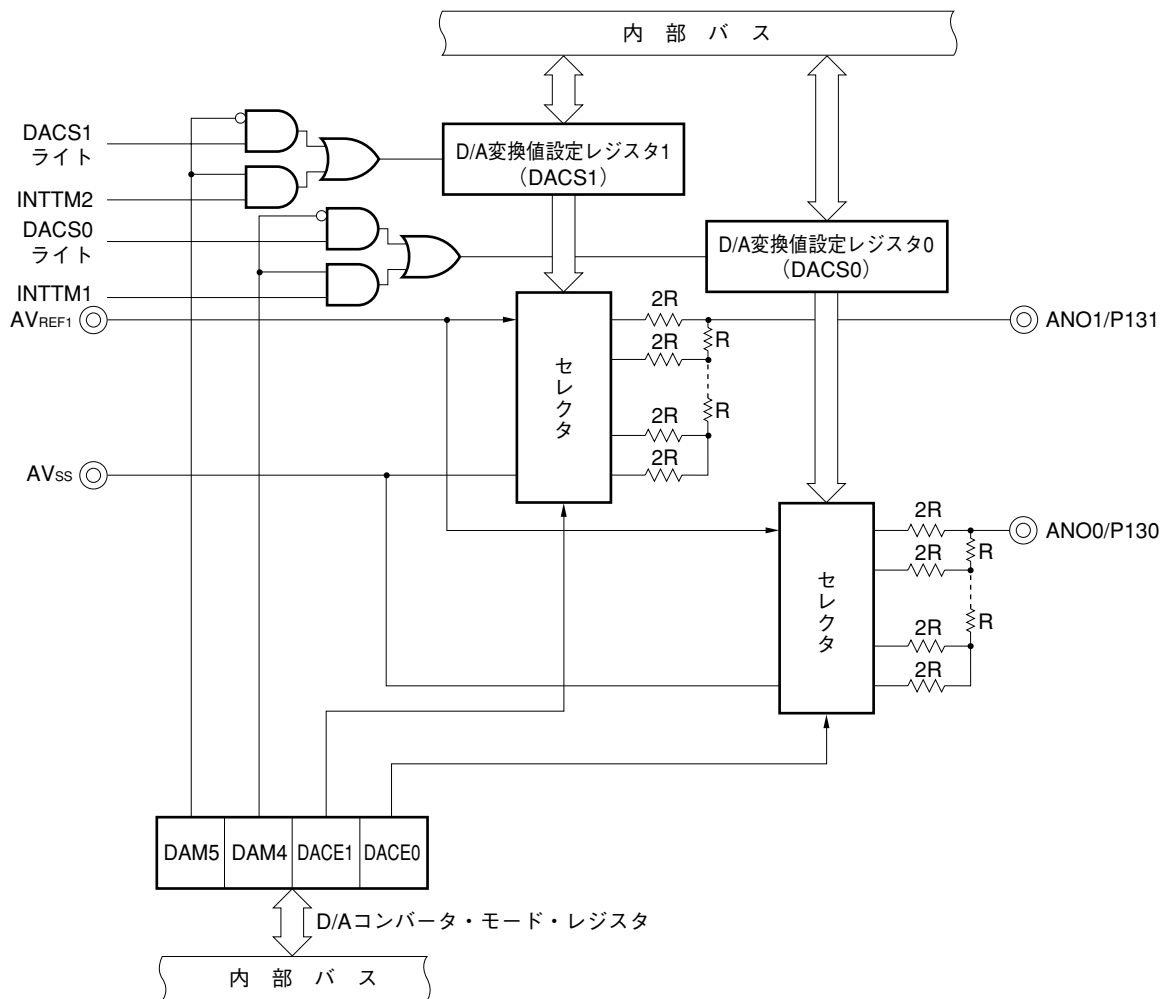 内部バス
DACS1
ライト
INTTM2
DACS0
ライト
INTTM1
D/A変換値設定レジスタ1
（DACS1）
D/A変換値設定レジスタ0
（DACS0）
AVREF1
セレクタ
2R
R
2R
R
2R
2R
ANO1/P131
AVSS
セレクタ
2R
R
2R
R
2R
2R
ANO0/P130
DAM5
DAM4
DACE1
DACE0
D/Aコンバータ・モード・レジスタ
内部バス